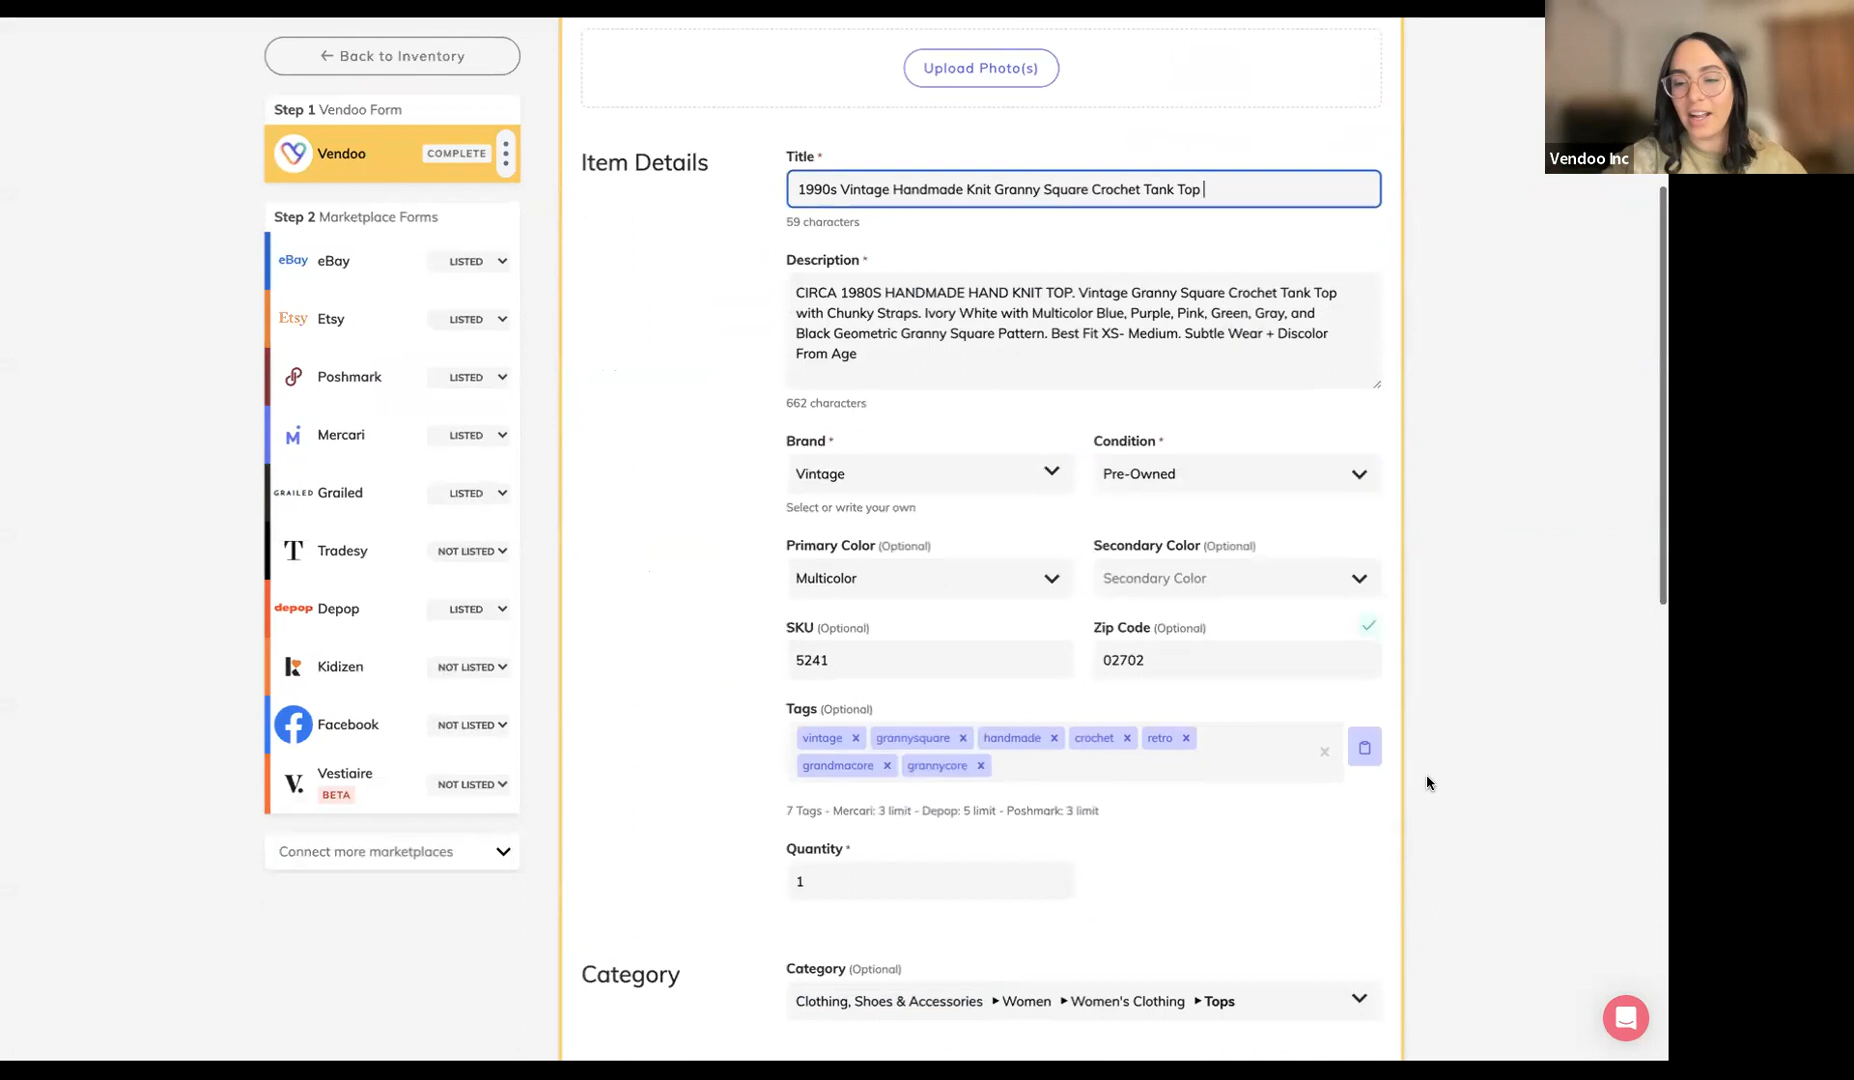 ← Back to Inventory
Step 1 Vendoo Form
Vendoo COMPLETE
Step 2 Marketplace Forms
eBay eBay LISTED
Etsy Etsy LISTED
Poshmark LISTED
Mercari LISTED
GRAILED Grailed LISTED
T Tradesy NOT LISTED
depop Depop LISTED
Kidizen NOT LISTED
Facebook NOT LISTED
V. Vestiaire NOT LISTED
BETA
Connect more marketplaces
Upload Photo(s)
Item Details
Title *
1990s Vintage Handmade Knit Granny Square Crochet Tank Top
59 characters
Description *
CIRCA 1980S HANDMADE HAND KNIT TOP. Vintage Granny Square Crochet Tank Top
with Chunky Straps. Ivory White with Multicolor Blue, Purple, Pink, Green, Gray, and
Black Geometric Granny Square Pattern. Best Fit XS- Medium. Subtle Wear + Discolor
From Age
662 characters
Brand * Condition *
Vintage Pre-Owned
Select or write your own
Primary Color (Optional) Secondary Color (Optional)
Multicolor Secondary Color
SKU (Optional) Zip Code (Optional)
5241 02702
Tags (Optional)
vintage × grannysquare × handmade × crochet × retro ×
grandmacore × grannycore ×
7 Tags - Mercari: 3 limit - Depop: 5 limit - Poshmark: 3 limit
Quantity *
1
Category
Category (Optional)
Clothing, Shoes & Accessories ▸ Women ▸ Women's Clothing ▸ Tops
Vendoo Inc